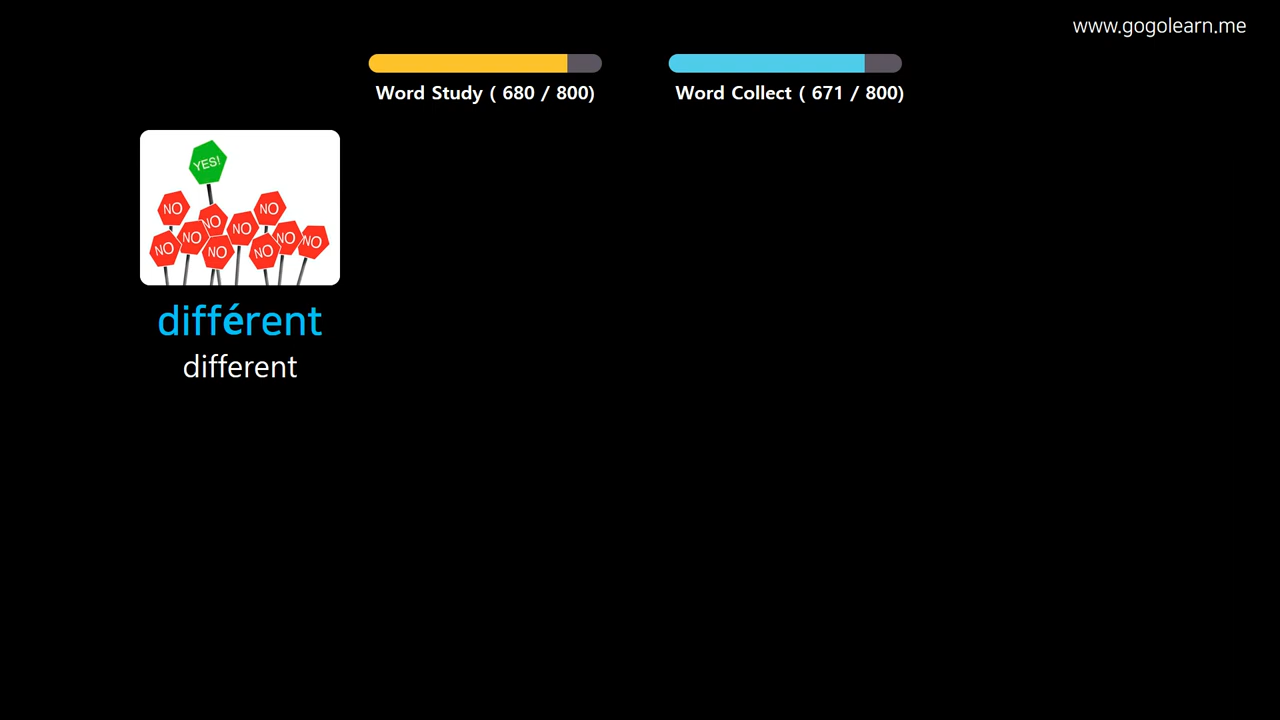 www.gogolearn.me
Word Study ( 680 / 800)
Word Collect ( 671 / 800)
YES!
NO
NO
NO
NO
NO
NO
NO
NO
NO
NO
différent
different